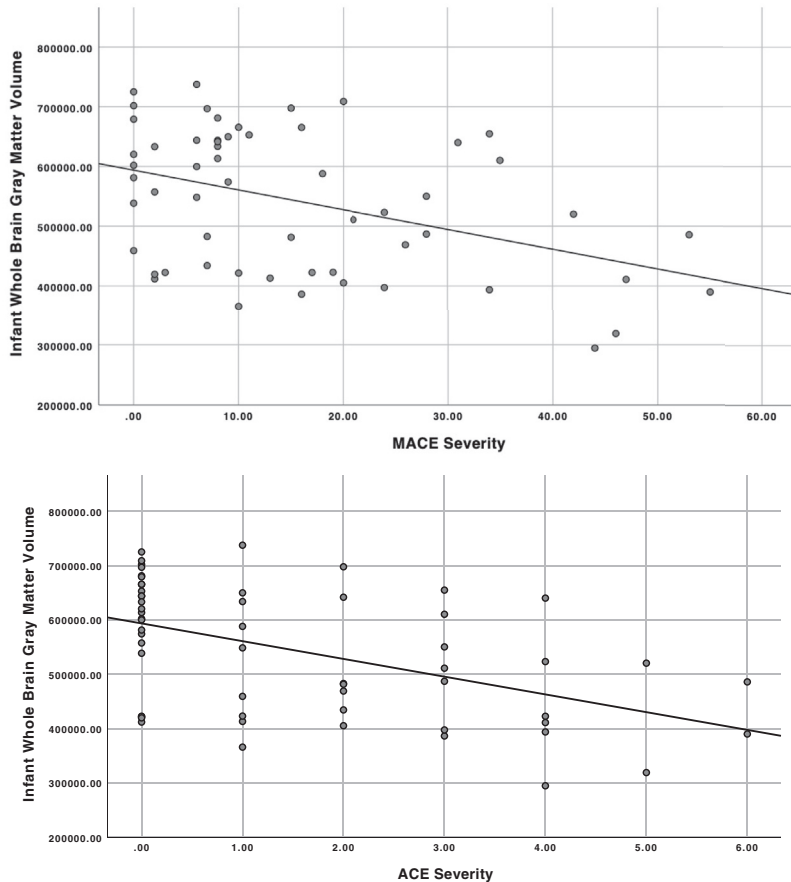 800000.00
700000.00
600000.00
500000.00
400000.00
300000.00
200000.00
Infant Whole Brain Gray Matter Volume
.00 10.00 20.00 30.00 40.00 50.00 60.00
MACE Severity
800000.00
700000.00
600000.00
500000.00
400000.00
300000.00
200000.00
Infant Whole Brain Gray Matter Volume
.00 1.00 2.00 3.00 4.00 5.00 6.00
ACE Severity